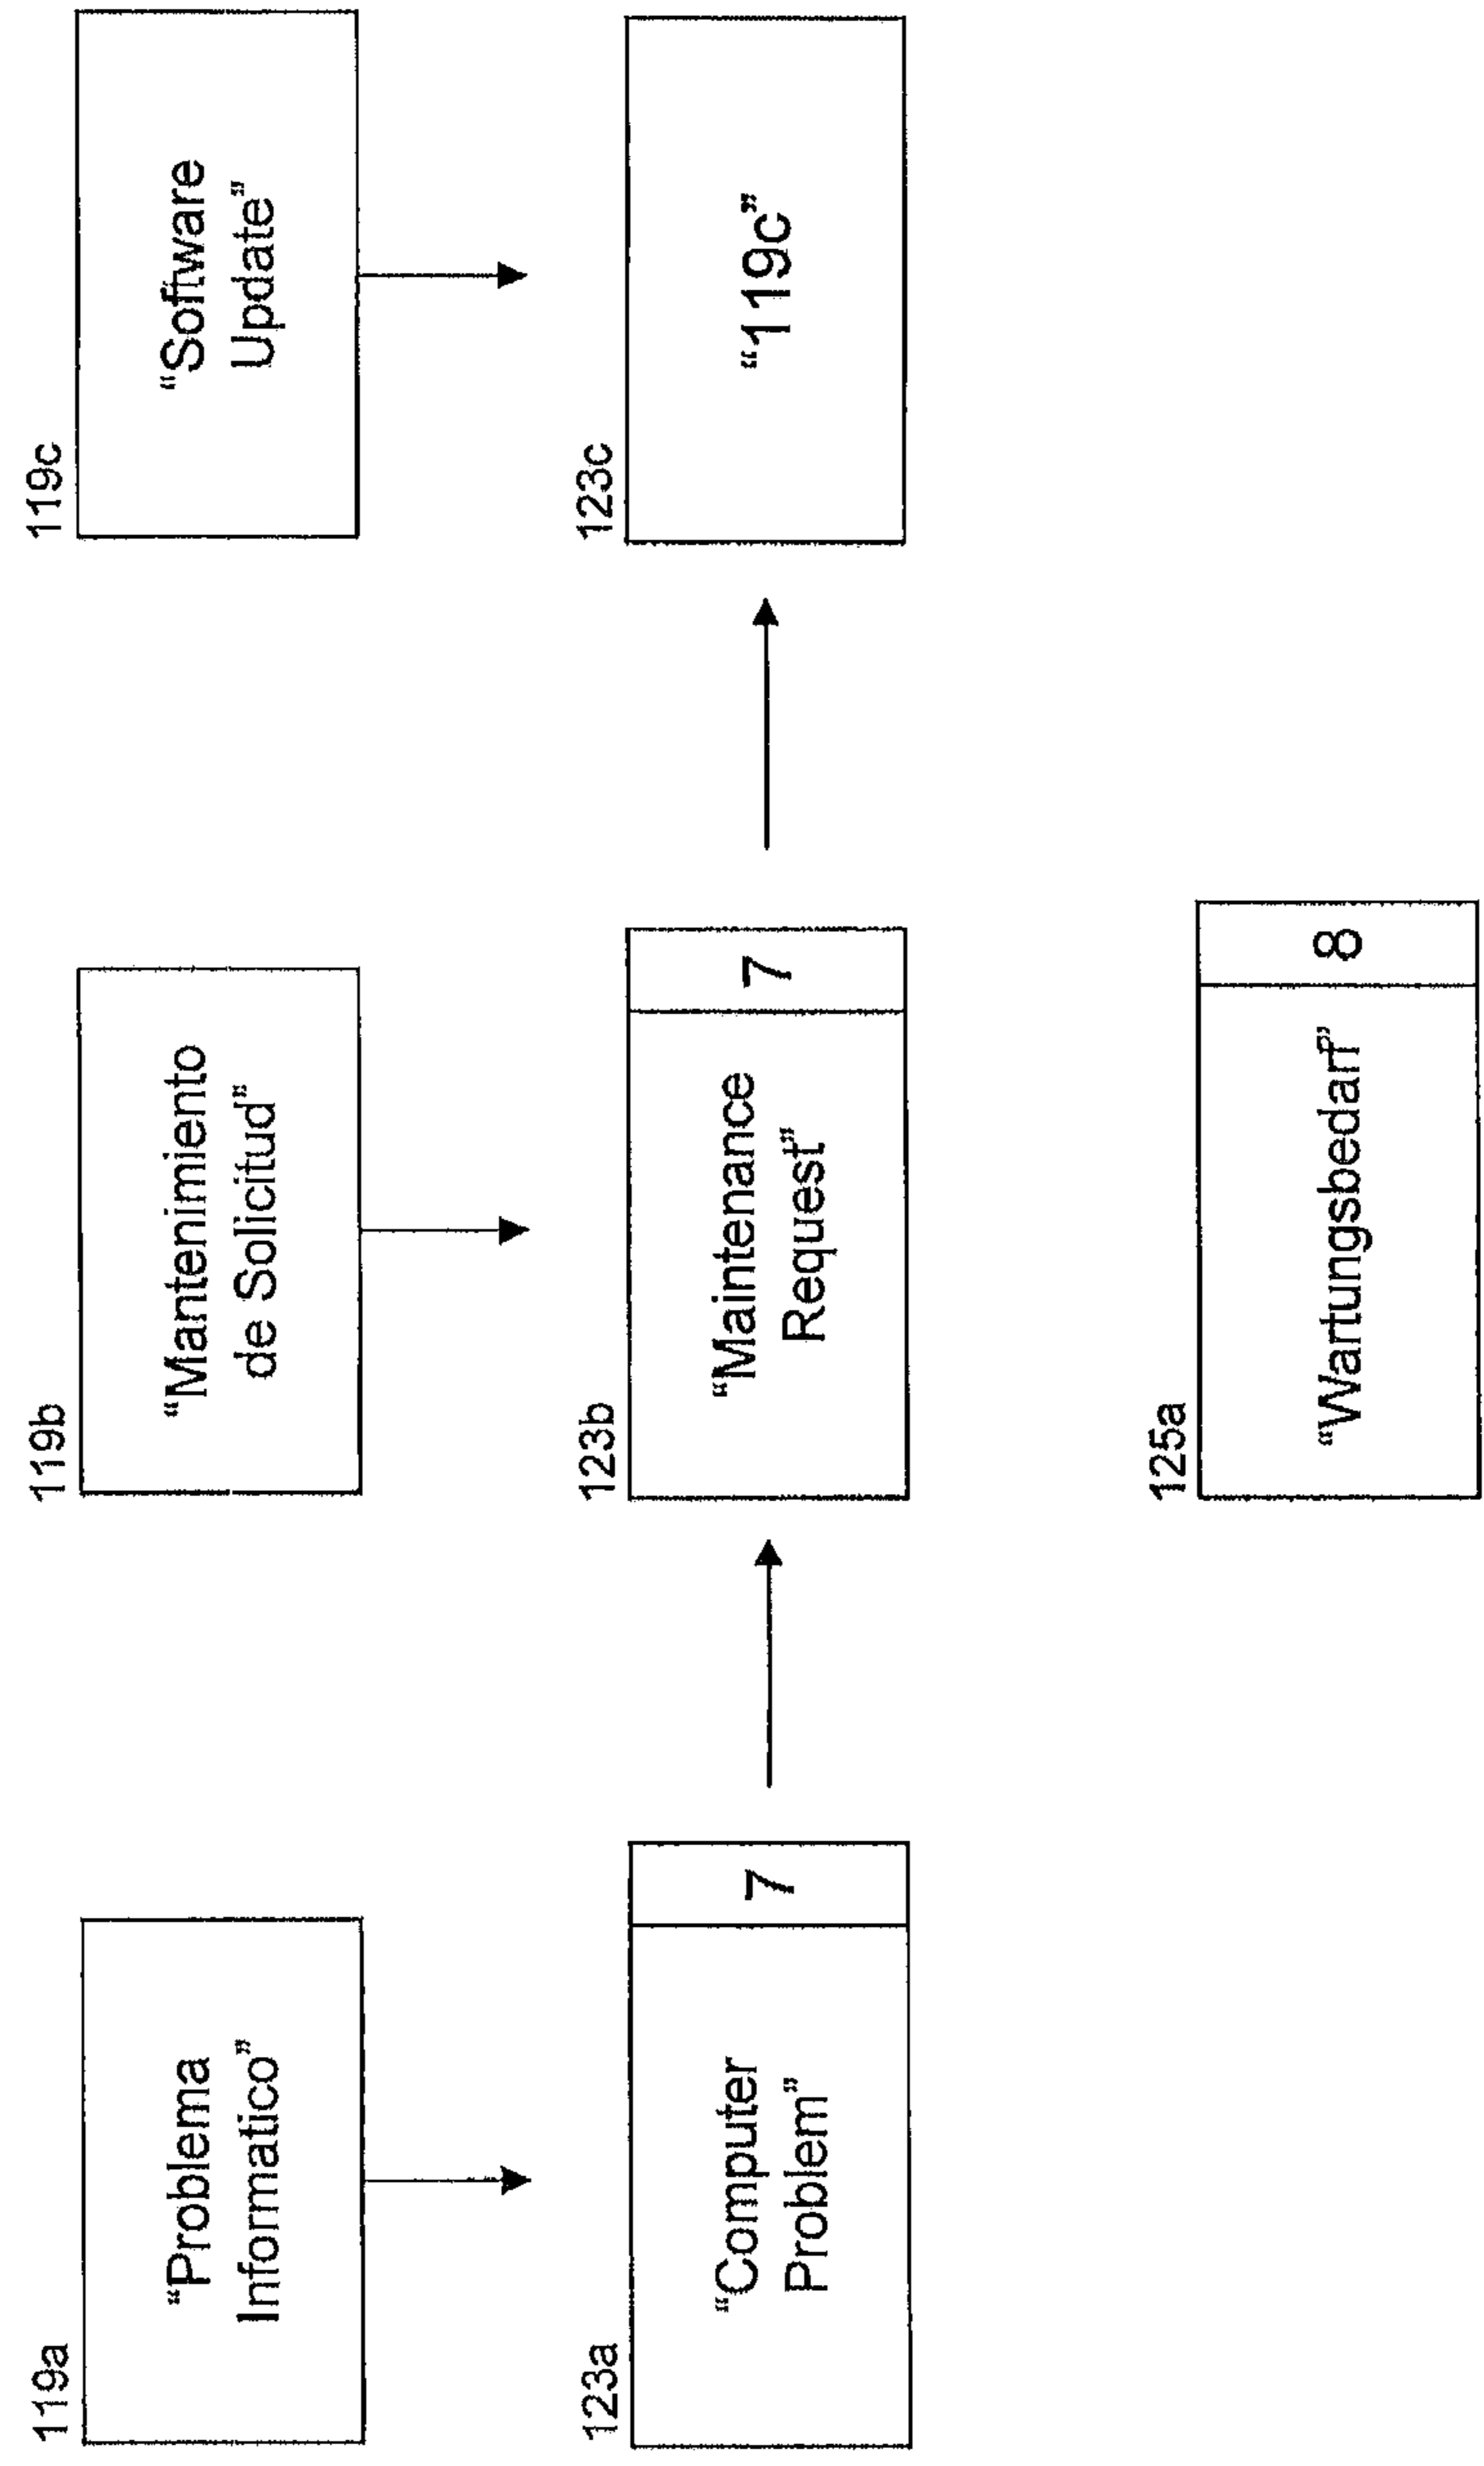 119a
“Problema
Informatico”
119b
“Mantenimiento
de Solicitud”
119c
“Software
Update”
123a
“Computer
Problem”
7
123b
“Maintenance
Request”
7
123c
“119c”
125a
“Wartungsbedarf”
8